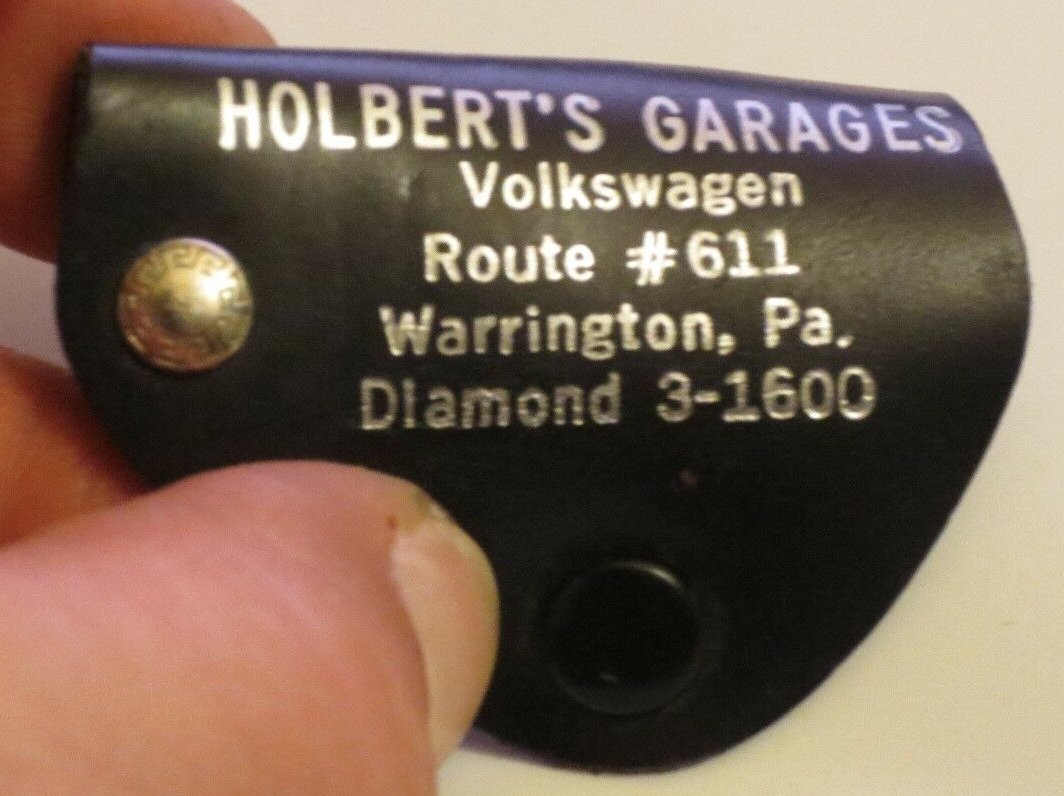 HOLBERT'S GARAGES
Volkswagen
Route #611
Warrington, Pa.
Diamond 3-1600